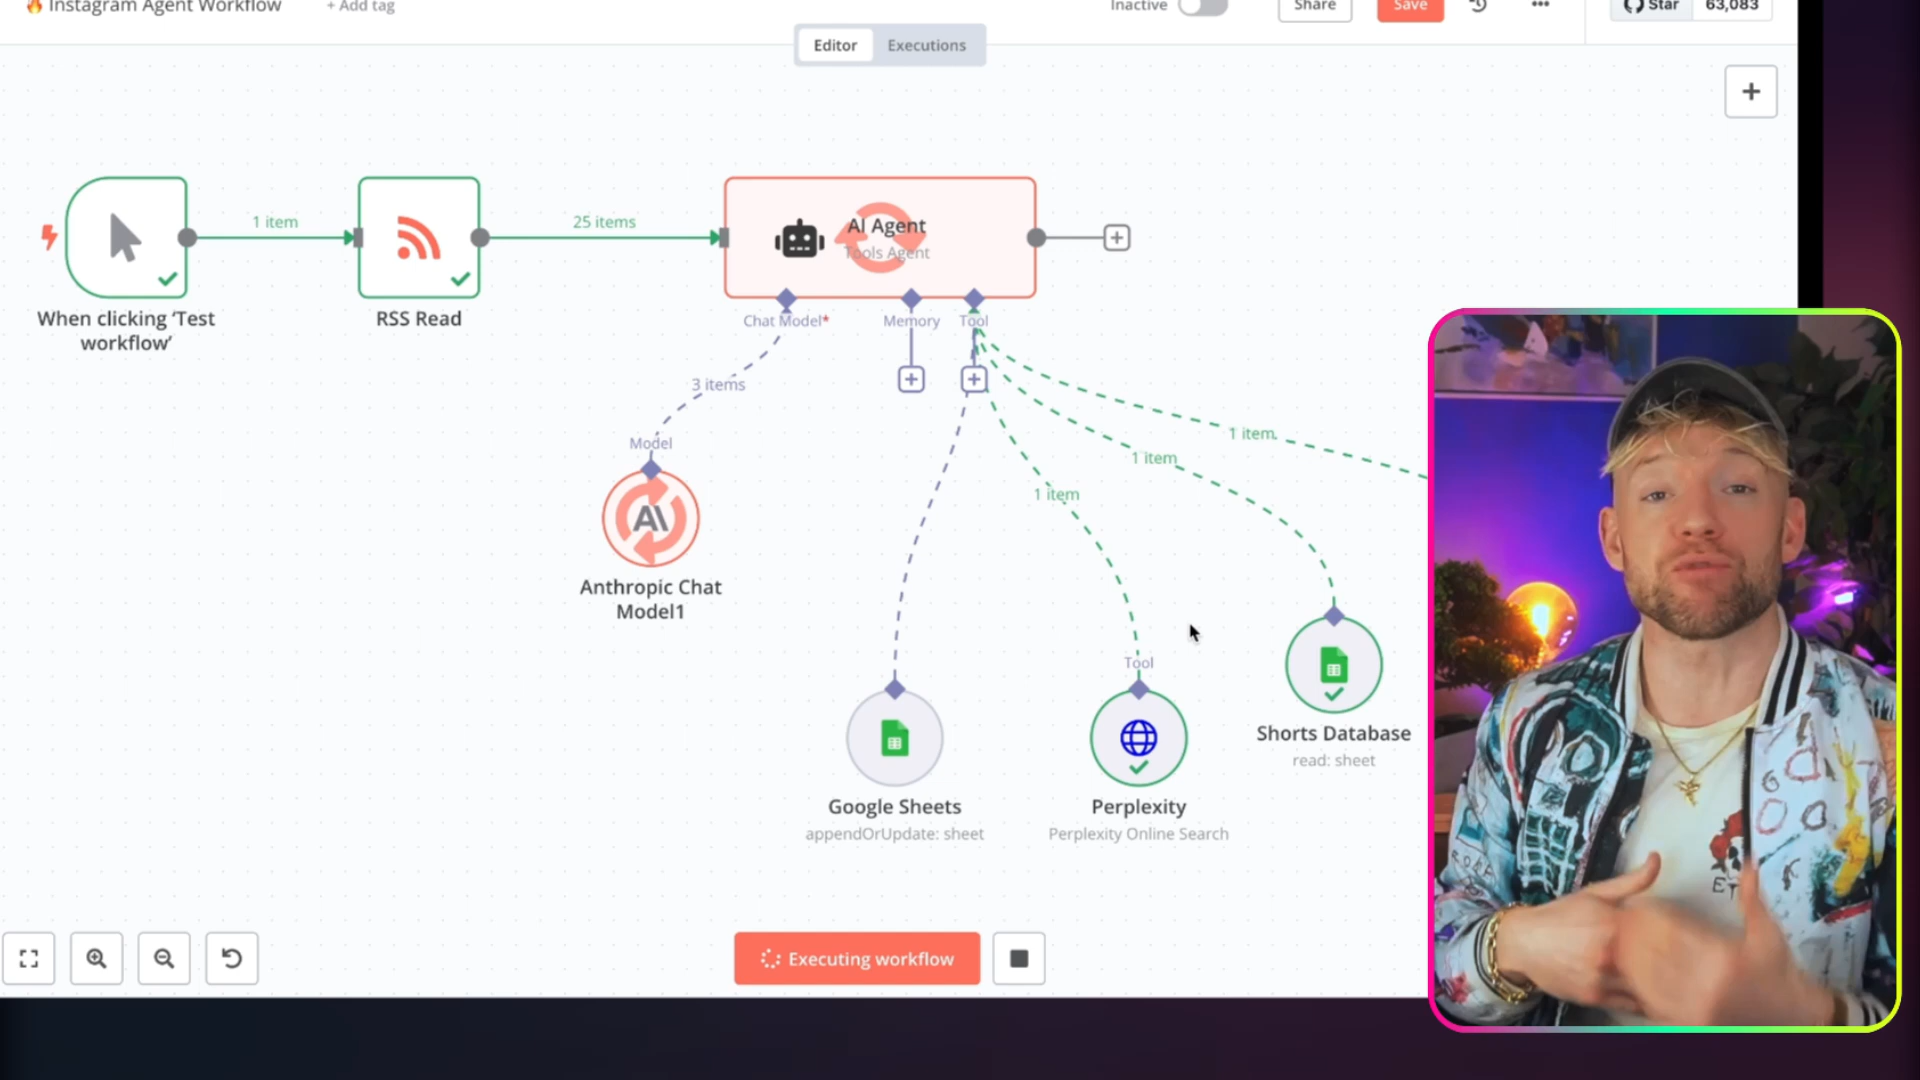 🔥 Instagram Agent Workflow
+ Add tag
Inactive
Share
Save
Star
63,083
Editor
Executions
1 item
25 items
AI Agent
Tools Agent
When clicking ‘Test
workflow’
RSS Read
Chat Model*
Memory
Tool
3 items
1 item
1 item
1 item
Model
Anthropic Chat
Model1
Tool
Shorts Database
read: sheet
Google Sheets
appendOrUpdate: sheet
Perplexity
Perplexity Online Search
Executing workflow